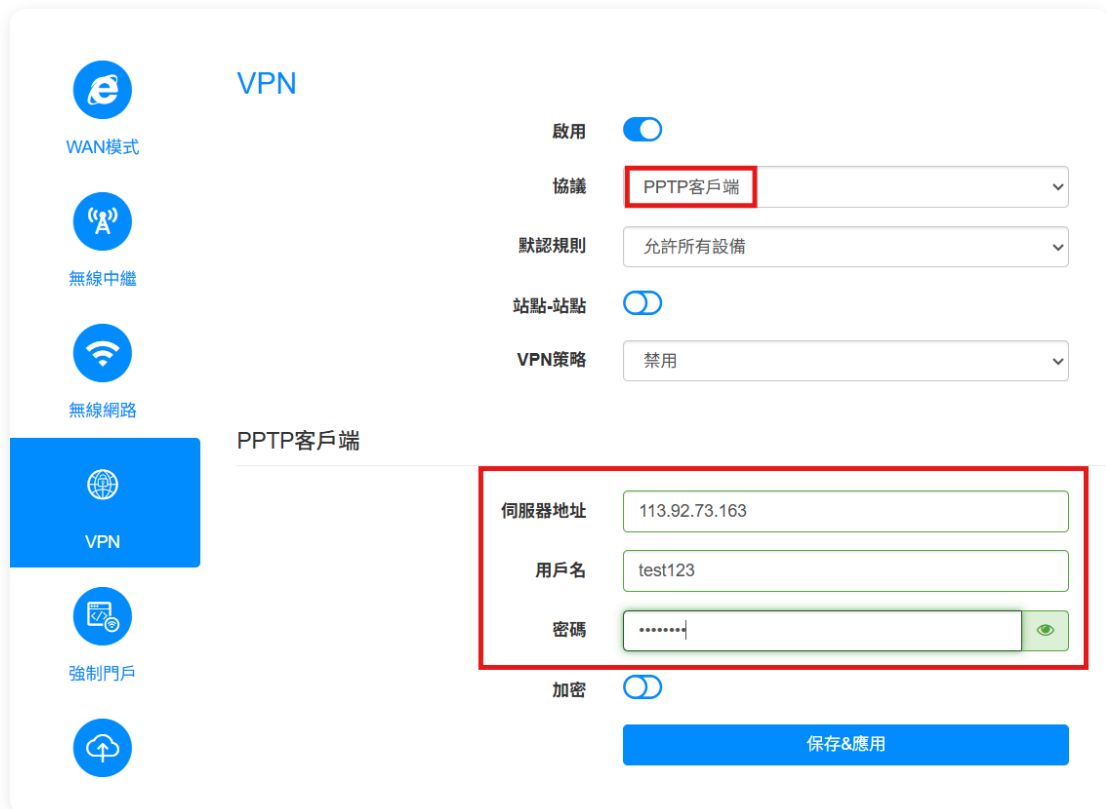 WAN模式
無線中繼
無線網路
VPN
強制門戶
VPN
啟用
協議 PPTP客戶端
默認規則 允許所有設備
站點-站點
VPN策略 禁用
PPTP客戶端
伺服器地址 113.92.73.163
用戶名 test123
密碼 ••••••••
加密
保存&應用